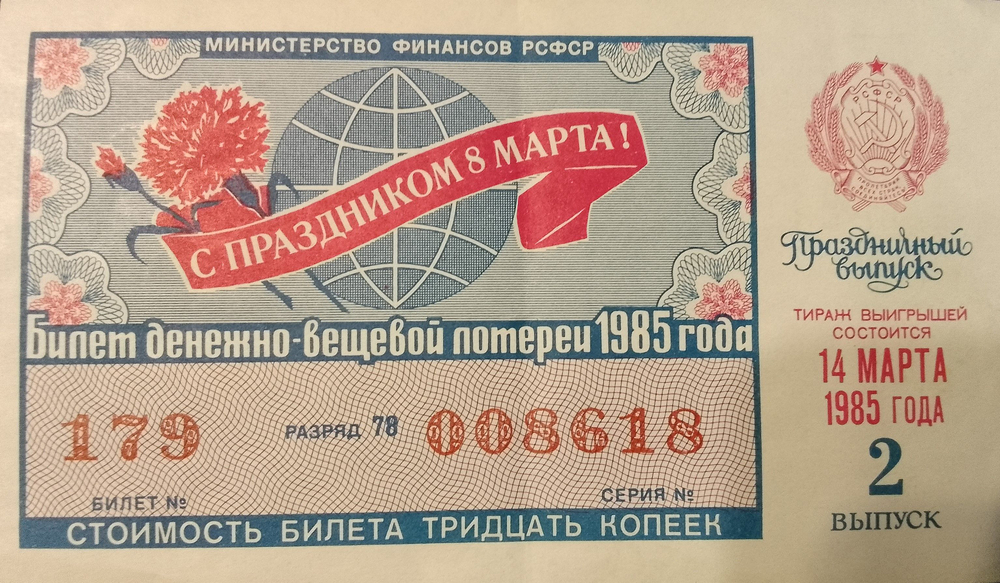 МИНИСТЕРСТВО ФИНАНСОВ РСФСР
С ПРАЗДНИКОМ 8 МАРТА!
Билет денежно-вещевой лотереи 1985 года
179 РАЗРЯД 78 008618
БИЛЕТ № СЕРИЯ №
СТОИМОСТЬ БИЛЕТА ТРИДЦАТЬ КОПЕЕК
РСФСР
Праздничный
выпуск
ТИРАЖ ВЫИГРЫШЕЙ
СОСТОИТСЯ
14 МАРТА
1985 ГОДА
2
ВЫПУСК